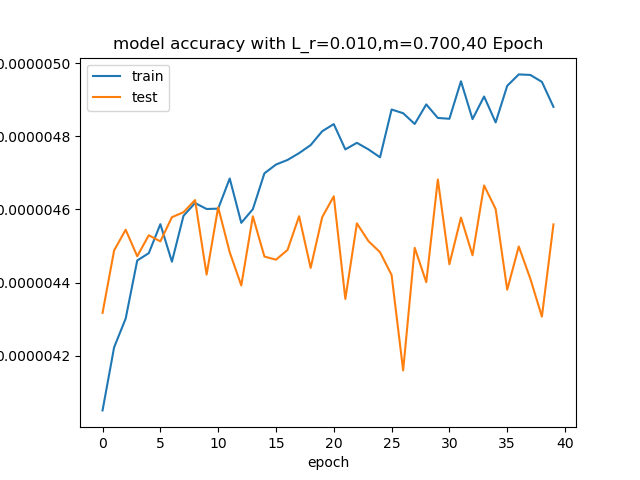 model accuracy with L_r=0.010,m=0.700,40 Epoch
train
test
0.0000050
0.0000048
0.0000046
0.0000044
0.0000042
0 5 10 15 20 25 30 35 40
epoch